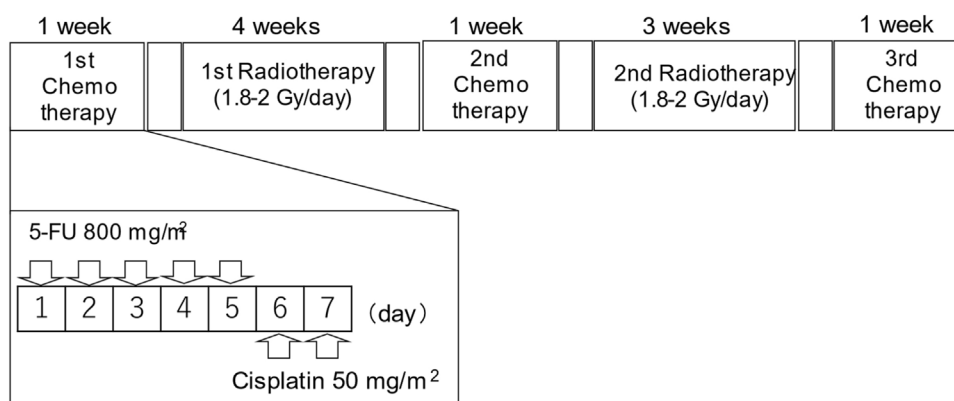 1 week 4 weeks 1 week 3 weeks 1 week
1st
Chemo
therapy
1st Radiotherapy
(1.8-2 Gy/day)
2nd
Chemo
therapy
2nd Radiotherapy
(1.8-2 Gy/day)
3rd
Chemo
therapy
5-FU 800 mg/m²
1 2 3 4 5 6 7 (day)
Cisplatin 50 mg/m²